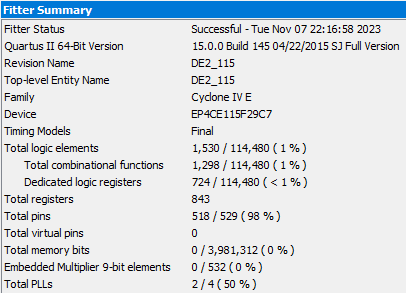 Fitter Summary
Fitter Status Successful - Tue Nov 07 22:16:58 2023
Quartus II 64-Bit Version 15.0.0 Build 145 04/22/2015 SJ Full Version
Revision Name DE2_115
Top-level Entity Name DE2_115
Family Cyclone IV E
Device EP4CE115F29C7
Timing Models Final
Total logic elements 1,530 / 114,480 ( 1 % )
Total combinational functions 1,298 / 114,480 ( 1 % )
Dedicated logic registers 724 / 114,480 ( < 1 % )
Total registers 843
Total pins 518 / 529 ( 98 % )
Total virtual pins 0
Total memory bits 0 / 3,981,312 ( 0 % )
Embedded Multiplier 9-bit elements 0 / 532 ( 0 % )
Total PLLs 2 / 4 ( 50 % )